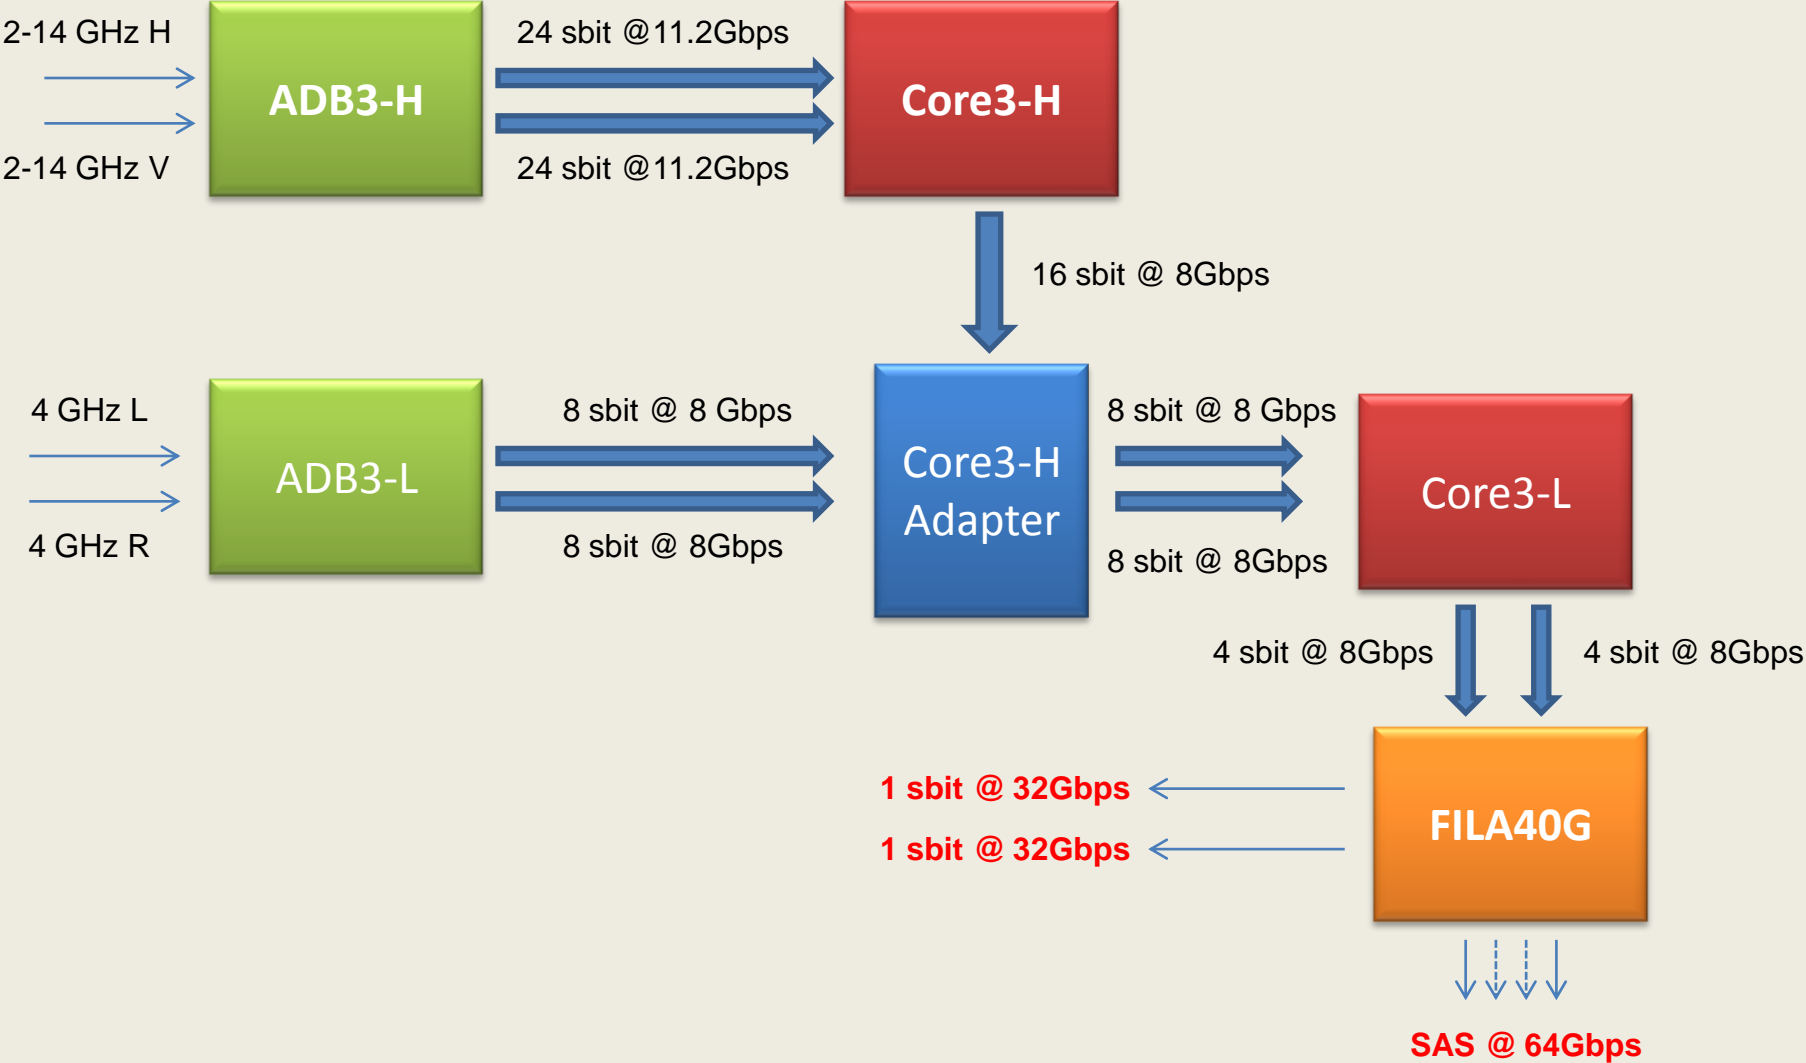 2-14 GHz H
24 sbit @11.2Gbps
ADB3-H
Core3-H
2-14 GHz V
24 sbit @11.2Gbps
16 sbit @ 8Gbps
4 GHz L
8 sbit @ 8 Gbps
8 sbit @ 8 Gbps
ADB3-L
Core3-H
Adapter
Core3-L
4 GHz R
8 sbit @ 8Gbps
8 sbit @ 8Gbps
4 sbit @ 8Gbps
4 sbit @ 8Gbps
1 sbit @ 32Gbps
FILA40G
1 sbit @ 32Gbps
SAS @ 64Gbps